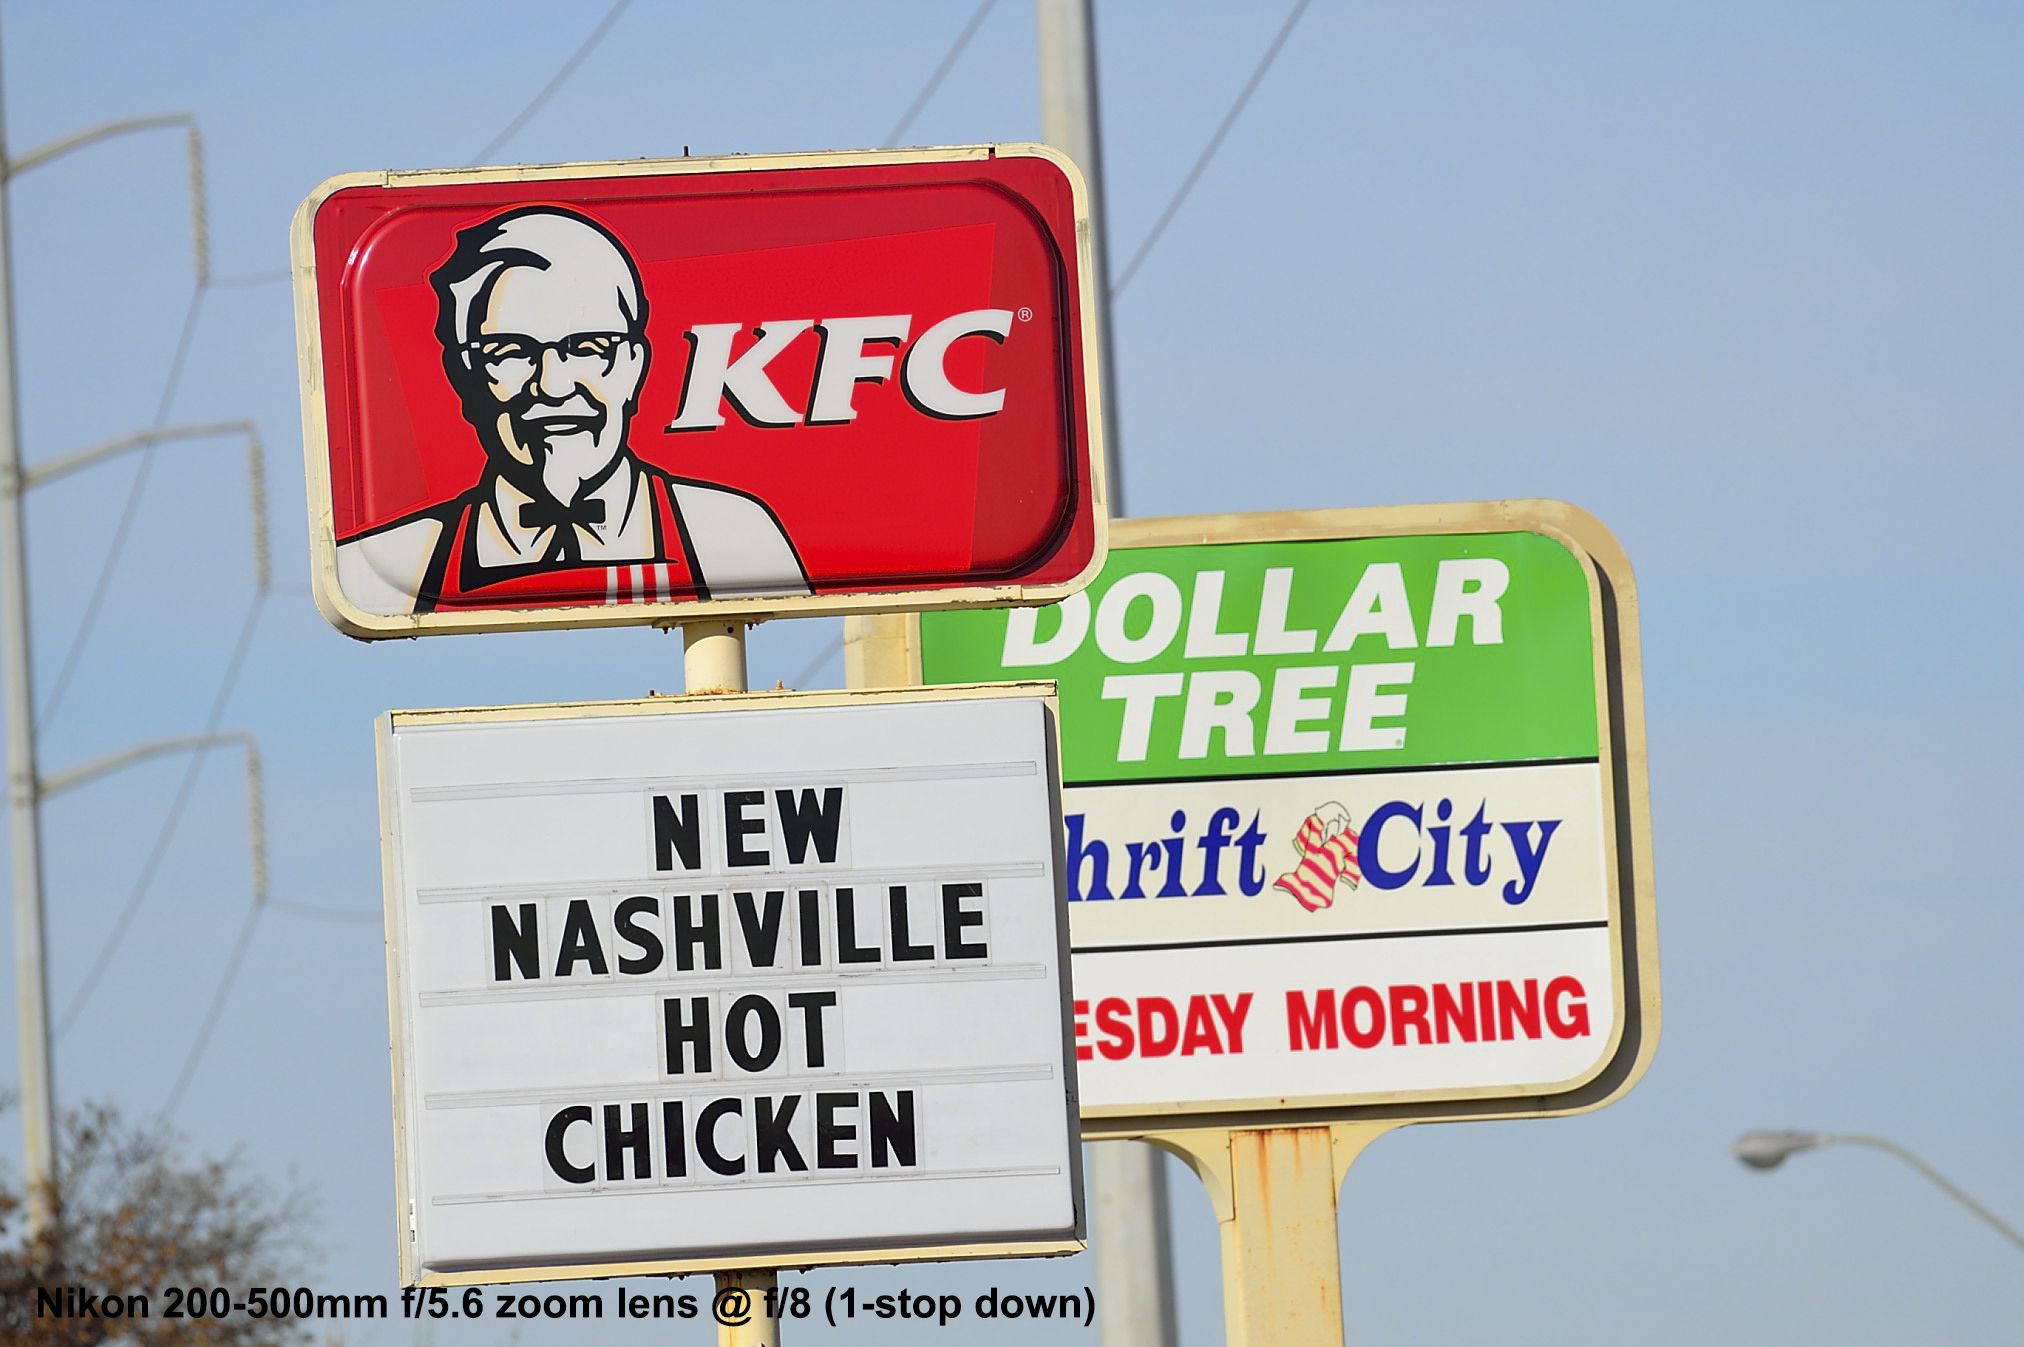 KFC®
TM
NEW
NASHVILLE
HOT
CHICKEN
DOLLAR
TREE
hrift City
ESDAY MORNING
Nikon 200-500mm f/5.6 zoom lens @ f/8 (1-stop down)